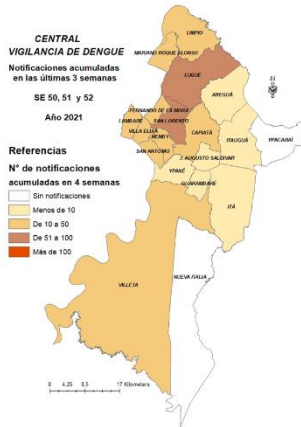 CENTRAL
VIGILANCIA DE DENGUE
Notificaciones acumuladas
en las últimas 3 semanas
SE 50, 51 y 52
Año 2021
Referencias
N° de notificaciones
acumuladas en 4 semanas
Sin notificaciones
Menos de 10
De 10 a 50
De 51 a 100
Más de 100
LIMPIO
MARIANO ROQUE ALONSO
LUQUE
AREGUÁ
FERNANDO DE LA MORA
LAMBARÉ
SAN LORENZO
VILLA ELISA
ÑEMBY
CAPIATÁ
ITAUGUÁ
YPACARAÍ
SAN ANTONIO
J. AUGUSTO SALDIVAR
YPANÉ
GUARAMBARÉ
ITÁ
VILLETA
NUEVA ITALIA
0 4,25 8,5 17 Kilometers